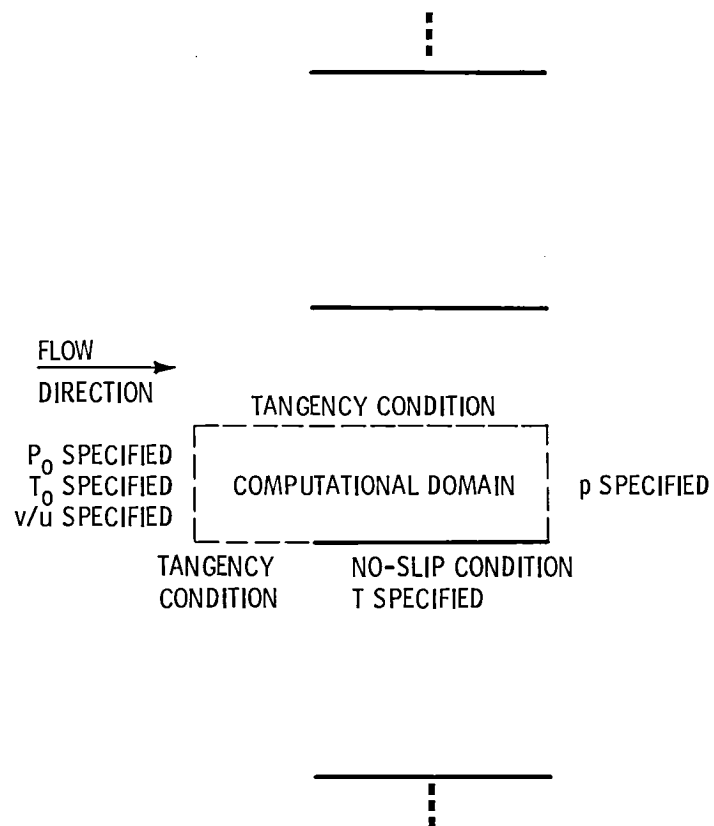 FLOW
DIRECTION
TANGENCY CONDITION
P₀ SPECIFIED
T₀ SPECIFIED
v/u SPECIFIED
COMPUTATIONAL DOMAIN
p SPECIFIED
TANGENCY
CONDITION
NO-SLIP CONDITION
T SPECIFIED